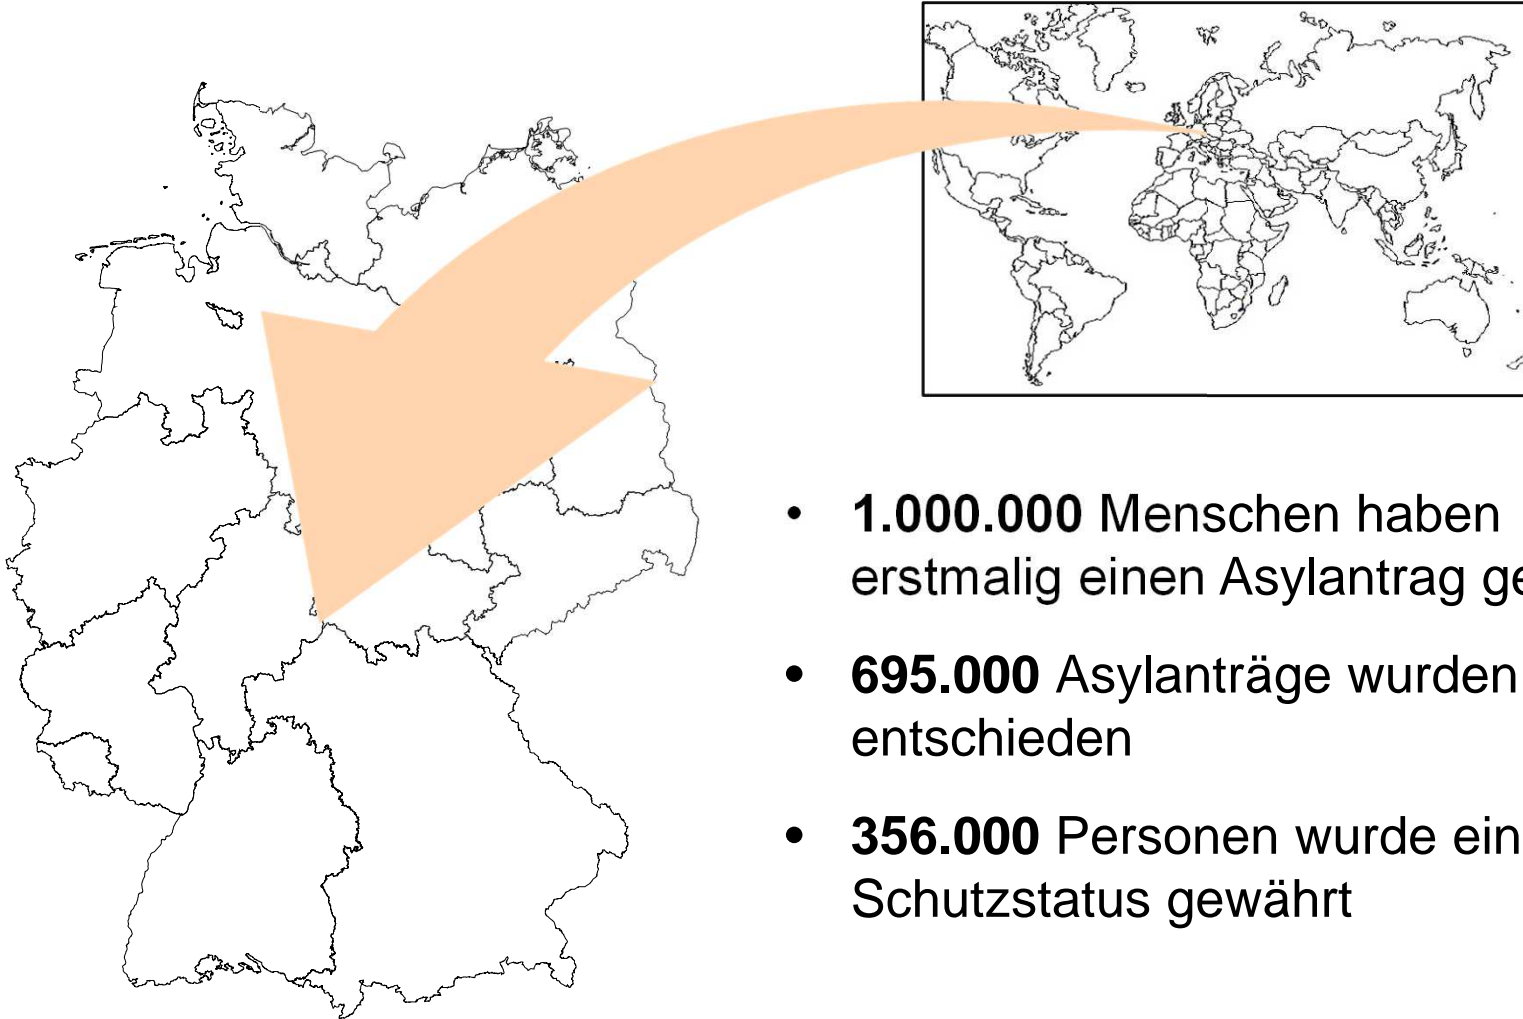 • 1.000.000 Menschen haben
erstmalig einen Asylantrag ge
• 695.000 Asylanträge wurden
entschieden
• 356.000 Personen wurde ein
Schutzstatus gewährt